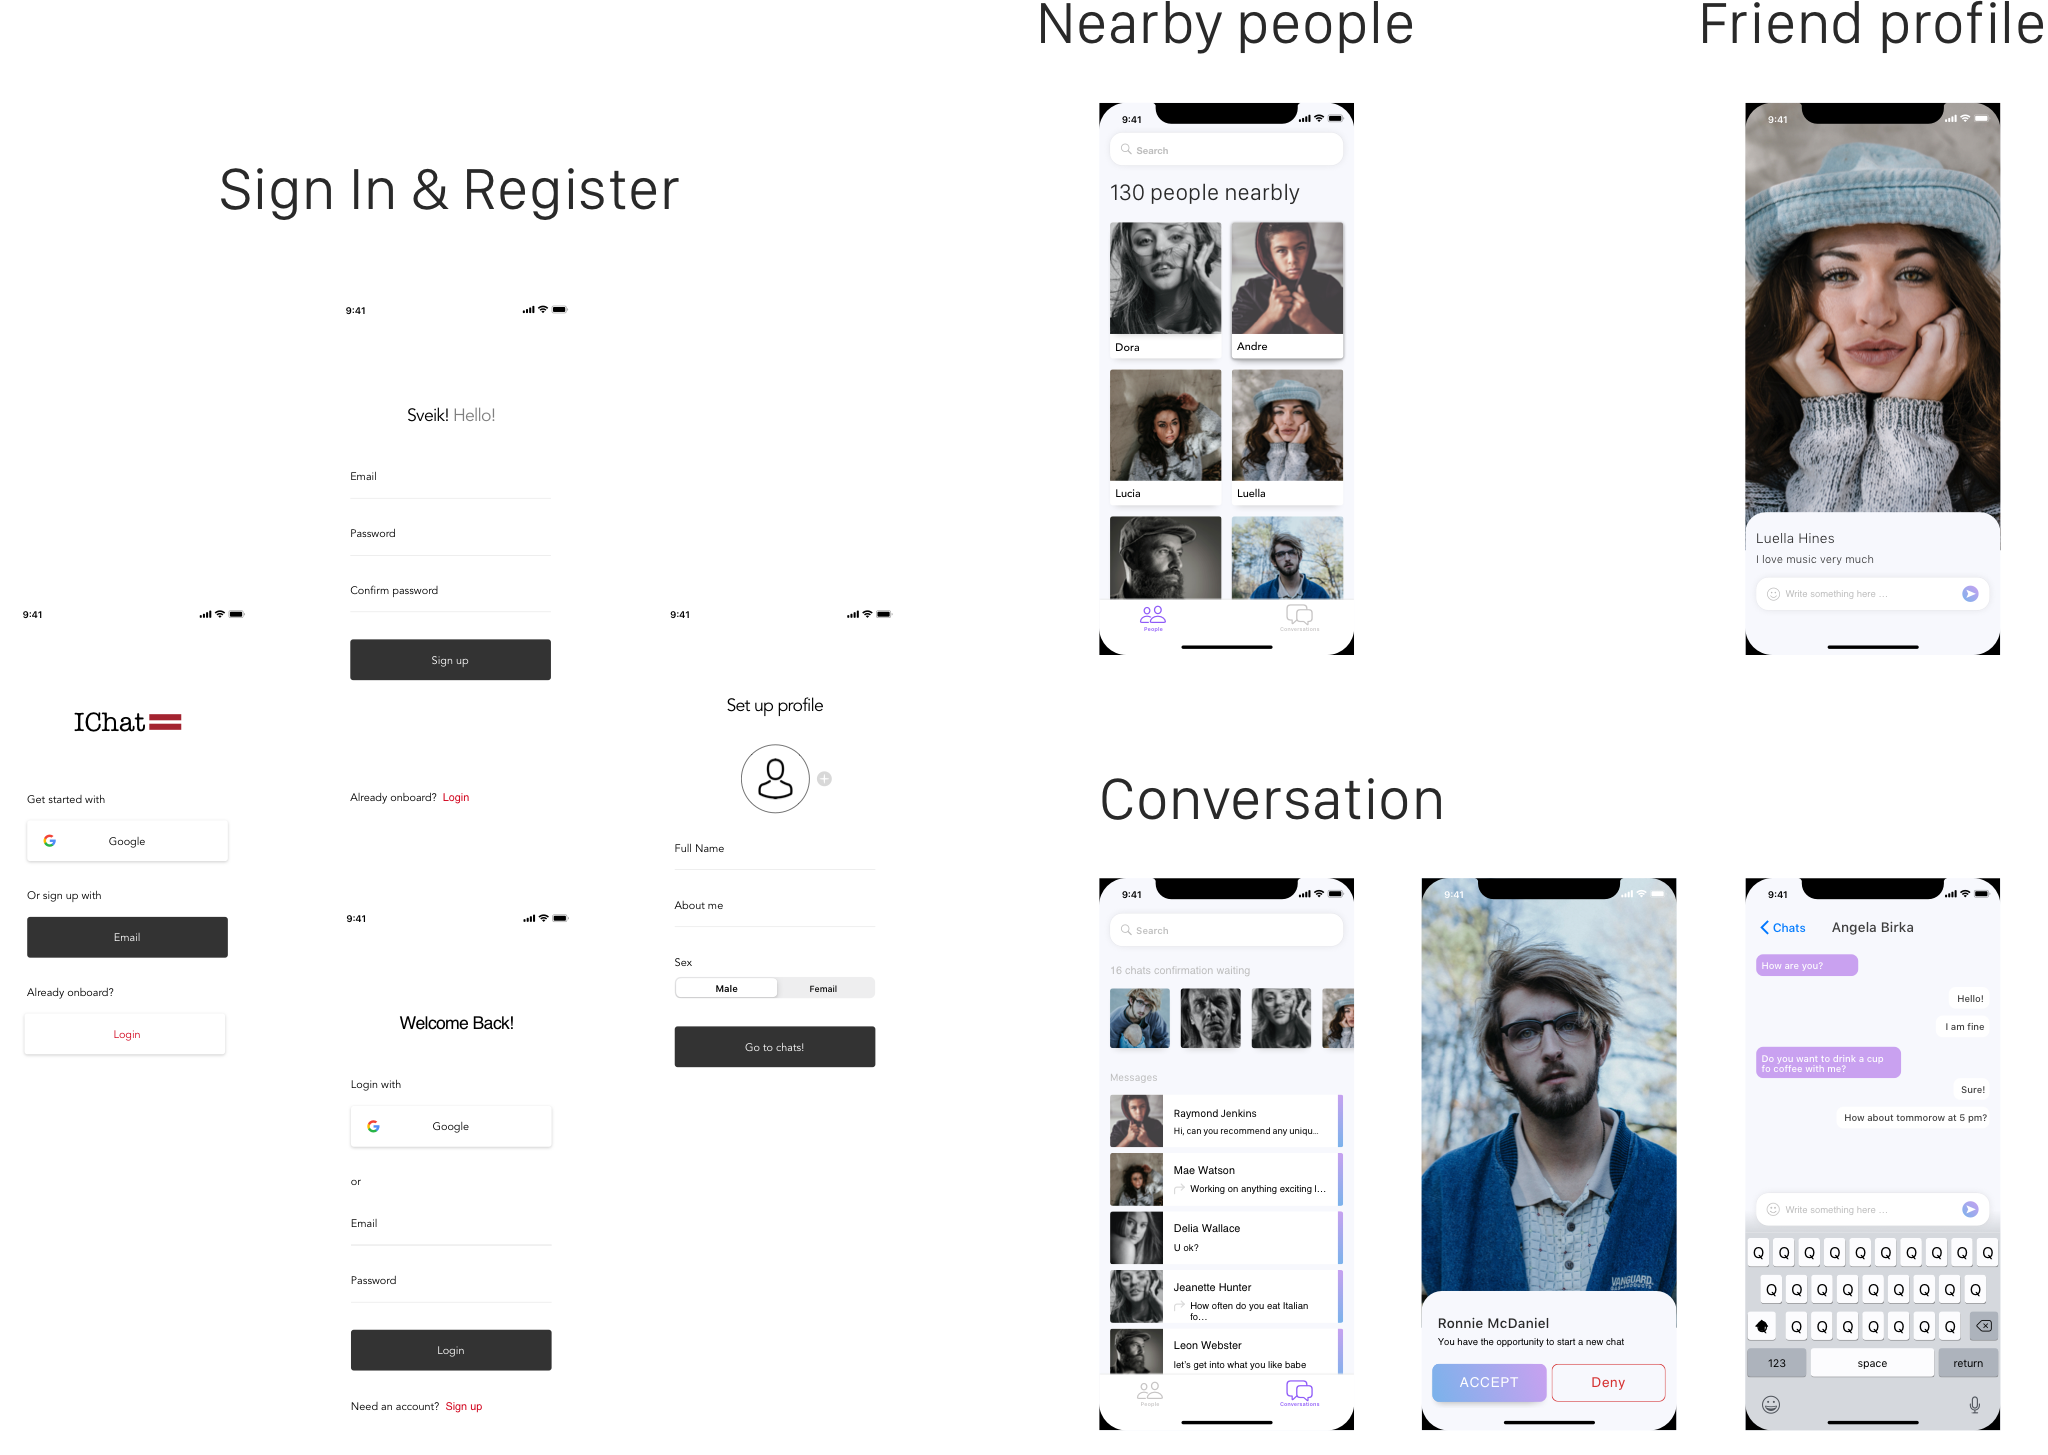 Nearby people
Friend profile
Sign In & Register
9:41
Sveik! Hello!
Email
Password
Confirm password
Sign up
Already onboard? Login
9:41
IChat
Get started with
Google
Or sign up with
Email
Already onboard?
Login
9:41
Welcome Back!
Login with
Google
or
Email
Password
Login
Need an account? Sign up
9:41
Set up profile
Full Name
About me
Sex
Male
Femail
Go to chats!
9:41
Search
130 people nearbly
Dora
Andre
Lucia
Luella
People
Conversations
9:41
Luella Hines
I love music very much
Write something here ...
Conversation
9:41
Search
16 chats confirmation waiting
Messages
Raymond Jenkins
Hi, can you recommend any uniqu...
Mae Watson
Working on anything exciting l...
Delia Wallace
U ok?
Jeanette Hunter
How often do you eat Italian
fo...
Leon Webster
let's get into what you like babe
People
Conversations
9:41
VANGUARD
Ronnie McDaniel
You have the opportunity to start a new chat
ACCEPT
Deny
9:41
Chats
Angela Birka
How are you?
Hello!
I am fine
Do you want to drink a cup
fo coffee with me?
Sure!
How about tommorow at 5 pm?
Write something here ...
Q Q Q Q Q Q Q Q Q Q
Q Q Q Q Q Q Q Q Q
Q Q Q Q Q Q Q
123
space
return